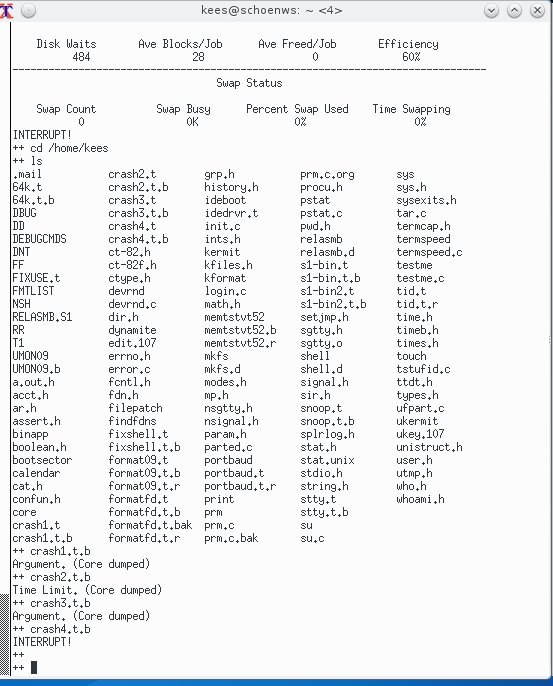 kees@schoenws: ~ <4>
Disk Waits Ave Blocks/Job Ave Freed/Job Efficiency
484 28 0 60%
--------------------------------------------------------------------------------
Swap Status
Swap Count Swap Busy Percent Swap Used Time Swapping
0 0K 0% 0%
INTERRUPT!
++ cd /home/kees
++ ls
.mail crash2.t grp.h prm.c.org sys
64k.t crash2.t.b history.h procu.h sys.h
64k.t.b crash3.t ideboot pstat sysexits.h
DBUG crash3.t.b idedrvr.t pstat.c tar.c
DD crash4.t init.c pwd.h termcap.h
DEBUGCMDS crash4.t.b ints.h relasmb termspeed
DNT ct-82.h kermit relasmb.d termspeed.c
FF ct-82f.h kfiles.h s1-bin.t testme
FIXUSE.t ctype.h kformat s1-bin.t.b testme.c
FMTLIST devrnd login.c s1-bin2.t tid.t
NSH devrnd.c math.h s1-bin2.t.b tid.t.r
RELASMB.S1 dir.h memtstvt52 setjmp.h time.h
RR dynamite memtstvt52.b sgtty.h timeb.h
T1 edit.107 memtstvt52.r sgtty.o times.h
UMON09 errno.h mkfs shell touch
UMON09.b error.c mkfs.d shell.d tstufid.c
a.out.h fcntl.h modes.h signal.h ttdt.h
acct.h fdn.h mp.h sir.h types.h
ar.h filepatch nsgtty.h snoop.t ufpart.c
assert.h findfdns nsignal.h snoop.t.b ukermit
binapp fixshell.t param.h splrlog.h ukey.107
boolean.h fixshell.t.b parted.c stat.h unistruct.h
bootsector format09.t portbaud stat.unix user.h
calendar format09.t.b portbaud.t stdio.h utmp.h
cat.h format09.t.r portbaud.t.r string.h who.h
confun.h formatfd.t print stty.t whoami.h
core formatfd.t.b prm stty.t.b
crash1.t formatfd.t.bak prm.c su
crash1.t.b formatfd.t.r prm.c.bak su.c
++ crash1.t.b
Argument. (Core dumped)
++ crash2.t.b
Time Limit. (Core dumped)
++ crash3.t.b
Argument. (Core dumped)
++ crash4.t.b
INTERRUPT!
++
++